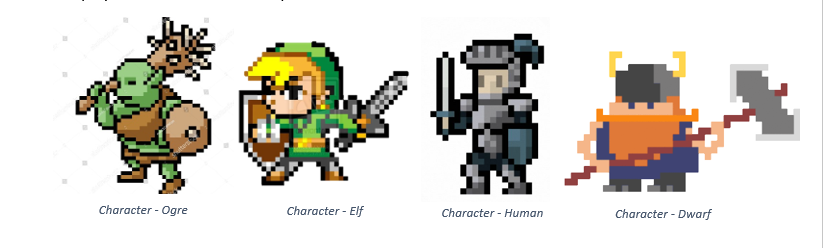 Character - Ogre
Character - Elf
Character - Human
Character - Dwarf